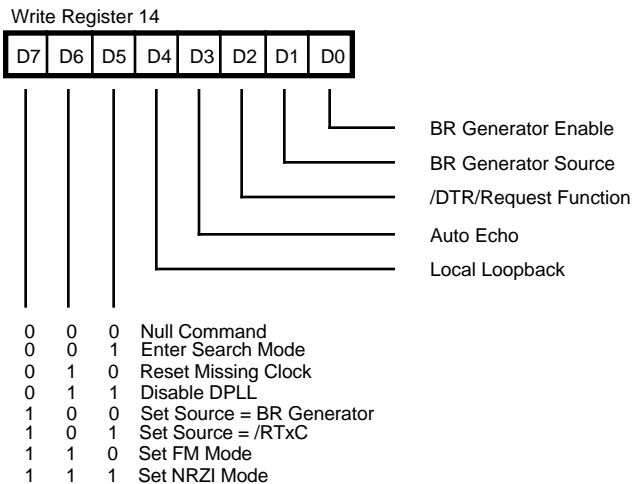 Write Register 14
D7 D6 D5 D4 D3 D2 D1 D0
BR Generator Enable
BR Generator Source
/DTR/Request Function
Auto Echo
Local Loopback
0 0 0 Null Command
0 0 1 Enter Search Mode
0 1 0 Reset Missing Clock
0 1 1 Disable DPLL
1 0 0 Set Source = BR Generator
1 0 1 Set Source = /RTxC
1 1 0 Set FM Mode
1 1 1 Set NRZI Mode